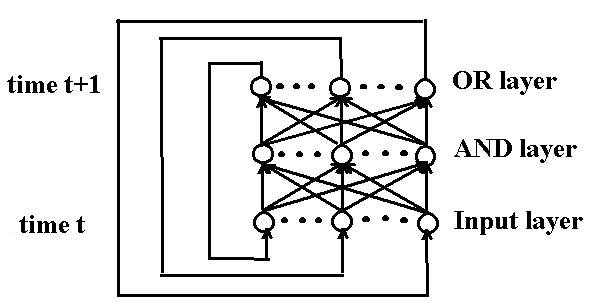 time t+1
OR layer
AND layer
time t
Input layer